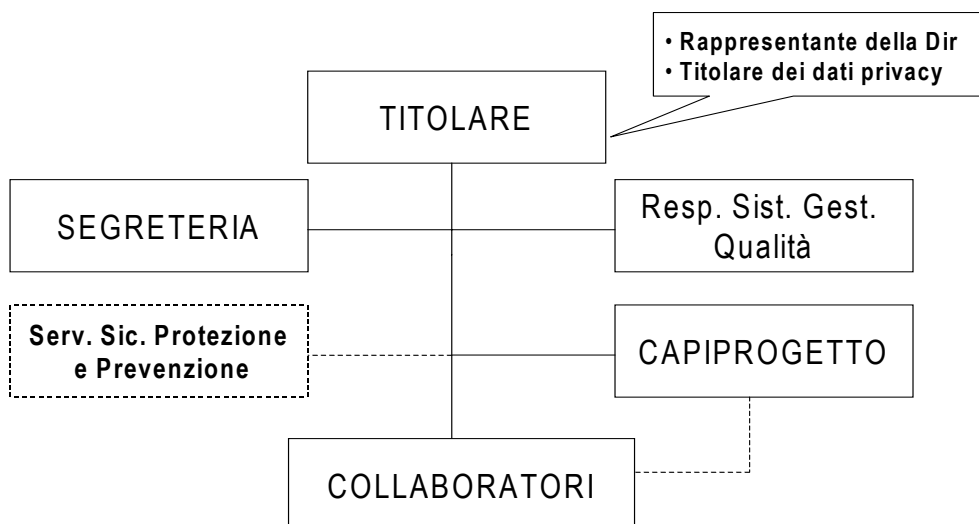 • Rappresentante della Dir
• Titolare dei dati privacy
TITOLARE
SEGRETERIA
Resp. Sist. Gest.
Qualità
Serv. Sic. Protezione
e Prevenzione
CAPIPROGETTO
COLLABORATORI